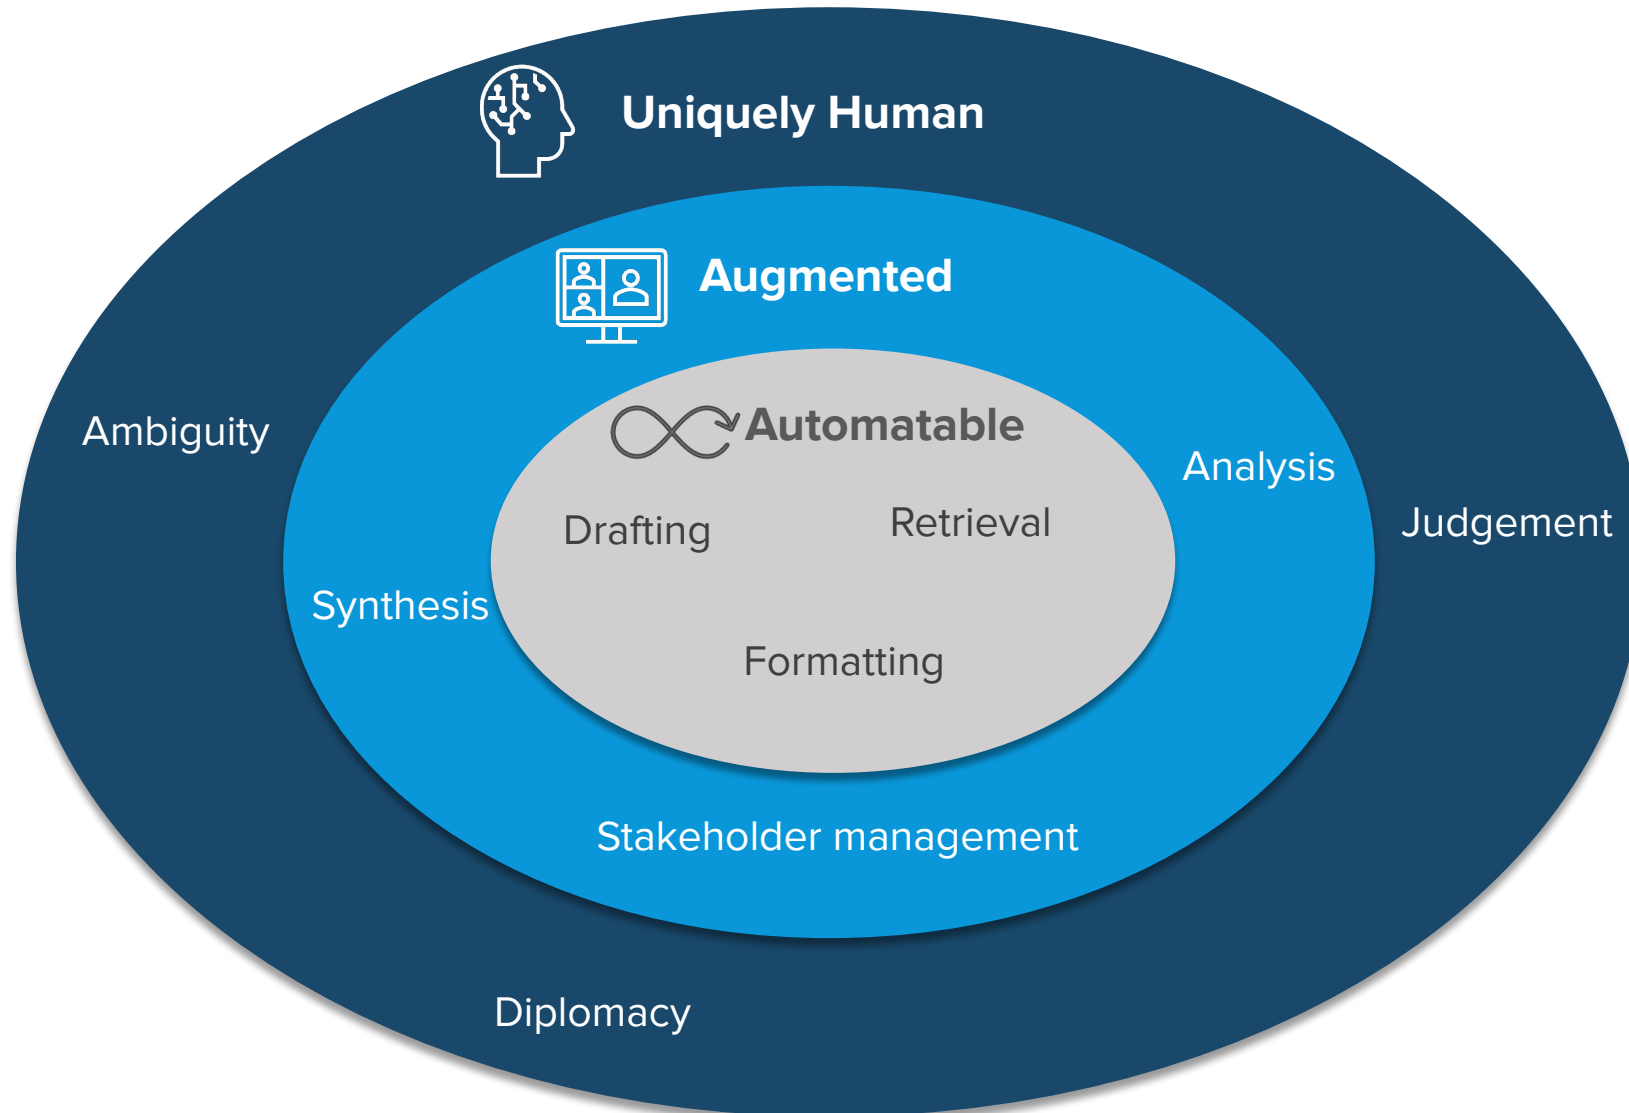 Uniquely Human
Augmented
Automatable
Ambiguity
Analysis
Drafting
Retrieval
Judgement
Synthesis
Formatting
Stakeholder management
Diplomacy